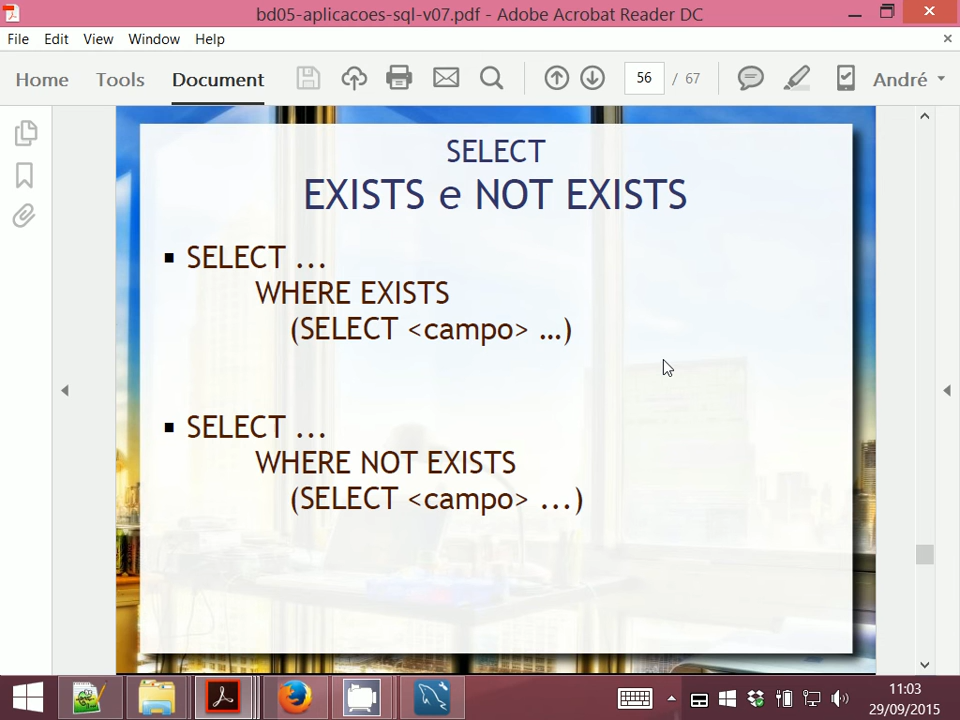 bd05-aplicacoes-sql-v07.pdf - Adobe Acrobat Reader DC
File Edit View Window Help
Home Tools Document 56 / 67 André
SELECT
EXISTS e NOT EXISTS
▪ SELECT ...
WHERE EXISTS
(SELECT <campo> ...)
▪ SELECT ...
WHERE NOT EXISTS
(SELECT <campo> ...)
11:03
29/09/2015